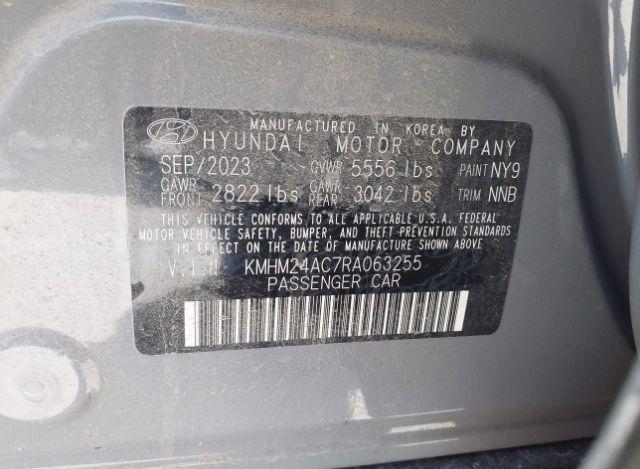 MANUFACTURED IN KOREA BY
HYUNDAI MOTOR COMPANY
SEP/2023 GVWR 5556 lbs PAINT NY9
GAWR FRONT 2822 lbs GAWR REAR 3042 lbs TRIM NNB
THIS VEHICLE CONFORMS TO ALL APPLICABLE U.S.A. FEDERAL
MOTOR VEHICLE SAFETY, BUMPER, AND THEFT PREVENTION STANDARDS
IN EFFECT ON THE DATE OF MANUFACTURE SHOWN ABOVE
V.I.N KMHM24AC7RA063255
PASSENGER CAR